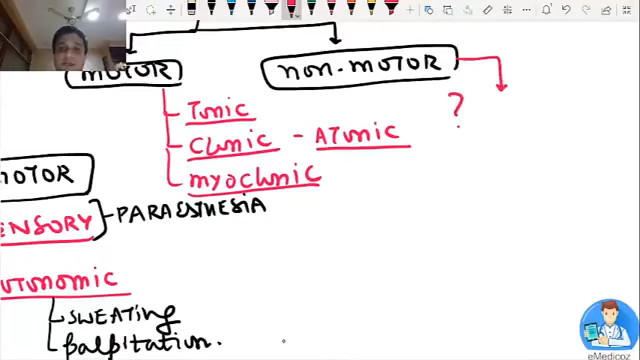 MOTOR
non-MOTOR
Tonic
?
Clonic - ATonic
myoclonic
MOTOR
ENSORY - PARAESTHESIA
utonomic
SWEATing
palpitation.
eMedicoz